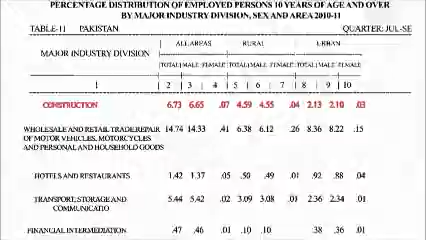 PERCENTAGE DISTRIBUTION OF EMPLOYED PERSONS 10 YEARS OF AGE AND OVER
BY MAJOR INDUSTRY DIVISION, SEX AND AREA 2010-11
TABLE-11 PAKISTAN QUARTER: JUL-SE
MAJOR INDUSTRY DIVISION ALL AREAS RURAL URBAN
TOTAL MALE FEMALE TOTAL MALE FEMALE TOTAL MALE FEMALE
1 2 3 4 5 6 7 8 9 10
CONSTRUCTION 6.73 6.65 .07 4.59 4.55 .04 2.13 2.10 .03
WHOLESALE AND RETAIL TRADE REPAIR 14.74 14.33 .41 6.38 6.12 .26 8.36 8.22 .15
OF MOTOR VEHICLES, MOTORCYCLES
AND PERSONAL AND HOUSEHOLD GOODS
HOTELS AND RESTAURANTS 1.42 1.37 .05 .50 .49 .01 .92 .88 .04
TRANSPORT, STORAGE AND 5.44 5.42 .02 3.09 3.08 .01 2.36 2.34 .01
COMMUNICATIO
FINANCIAL INTERMEDIATION .47 .46 .01 .10 .10 .38 .36 .01